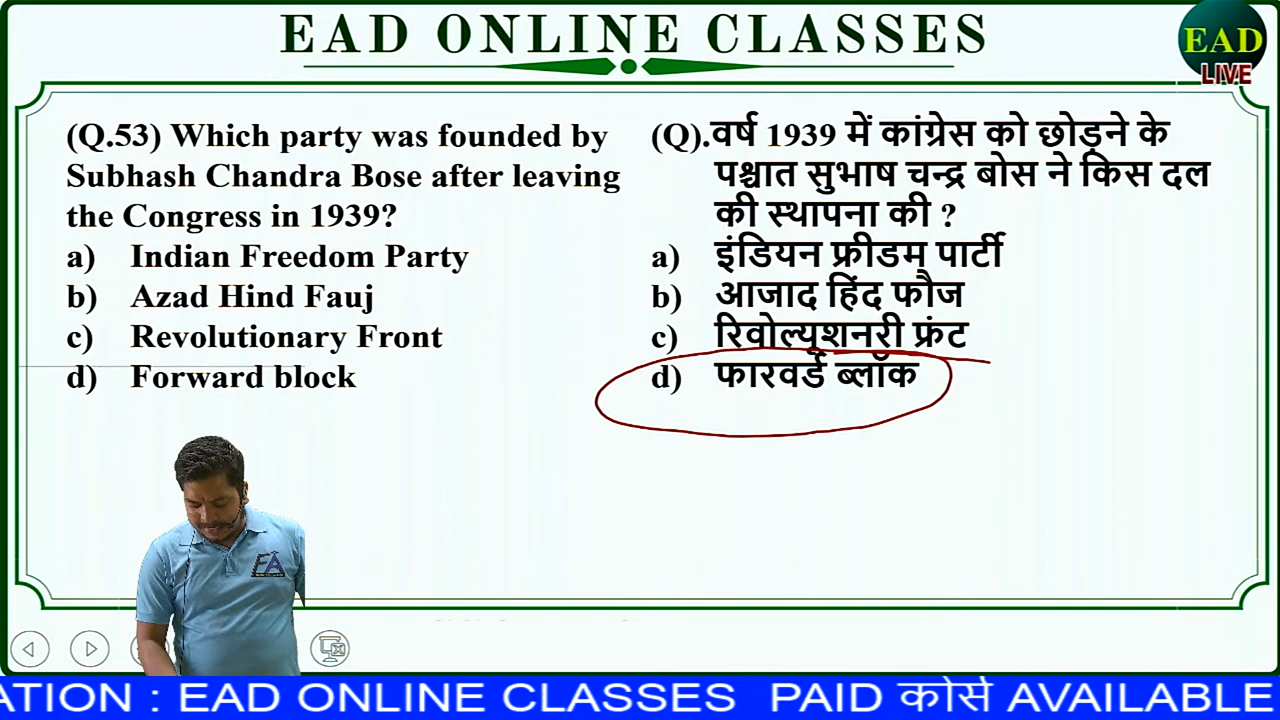 EAD ONLINE CLASSES
EAD
LIVE
(Q.53) Which party was founded by
Subhash Chandra Bose after leaving
the Congress in 1939?
a) Indian Freedom Party
b) Azad Hind Fauj
c) Revolutionary Front
d) Forward block
(Q).वर्ष 1939 में कांग्रेस को छोड़ने के
पश्चात सुभाष चन्द्र बोस ने किस दल
की स्थापना की ?
a) इंडियन फ्रीडम पार्टी
b) आजाद हिंद फौज
c) रिवोल्यूशनरी फ्रंट
d) फारवर्ड ब्लॉक
EA
ATION : EAD ONLINE CLASSES PAID कोर्स AVAILABLE